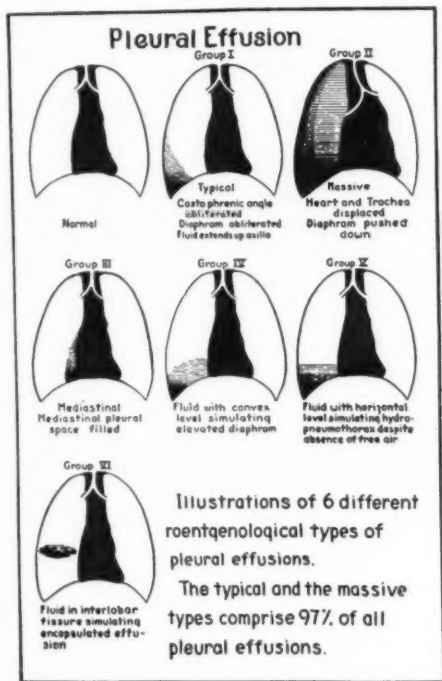 Pleural Effusion
Group I
Group II
Normal
Typical
Costo phrenic angle
obliterated
Diaphram obliterated
Fluid extends up axilla
Massive
Heart and Trachea
displaced
Diaphram pushed
down
Group III
Group IV
Group V
Mediastinal
Mediastinal pleural
space filled
Fluid with convex
level simulating
elevated diaphram
Fluid with horizontal
level simulating hydro-
pneumothorax despite
absence of free air
Group VI
Fluid in interlobar
fissure simulating
encapsulated effu-
sion
Illustrations of 6 different
roentgenological types of
pleural effusions.
The typical and the massive
types comprise 97% of all
pleural effusions.